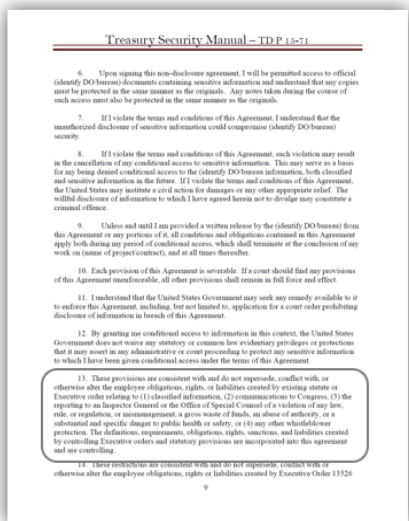 Treasury Security Manual – TD P 15-71
6. Upon signing this non-disclosure agreement, I will be permitted access to official
(identify DO/bureau) documents containing sensitive information and understand that any copies
must be protected in the same manner as the originals. Any notes taken during the course of
such access must also be protected in the same manner as the originals.
7. If I violate the terms and conditions of this Agreement, I understand that the
unauthorized disclosure of sensitive information could compromise (identify DO/bureau)
security.
8. If I violate the terms and conditions of this Agreement, such violation may result
in the cancellation of my conditional access to sensitive information. This may serve as a basis
for my being denied conditional access to the (identify DO/bureau information, both classified
and sensitive information in the future. If I violate the terms and conditions of this Agreement,
the United States may institute a civil action for damages or any other appropriate relief. The
willful disclosure of information to which I have agreed herein not to divulge may constitute a
criminal offence.
9. Unless and until I am provided a written release by the (identify DO/bureau) from
this Agreement or any portions of it, all conditions and obligations contained in this Agreement
apply both during my period of conditional access, which shall terminate at the conclusion of my
work on (name of project/contract), and at all times thereafter.
10. Each provision of this Agreement is severable. If a court should find any provisions
of this Agreement unenforceable, all other provisions shall remain in full force and effect.
11. I understand that the United States Government may seek any remedy available to it
to enforce this Agreement, including, but not limited to, application for a court order prohibiting
disclosure of information in breach of this Agreement.
12. By granting me conditional access to information in this context, the United States
Government does not waive any statutory or common law evidentiary privileges or protections
that it may assert in any administrative or court proceeding to protect any sensitive information
to which I have been given conditional access under the terms of this Agreement.
13. These provisions are consistent with and do not supersede, conflict with, or
otherwise alter the employee obligations, rights, or liabilities created by existing statute or
Executive order relating to (1) classified information, (2) communications to Congress, (3) the
reporting to an Inspector General or the Office of Special Counsel of a violation of any law,
rule, or regulation, or mismanagement, a gross waste of funds, an abuse of authority, or a
substantial and specific danger to public health or safety, or (4) any other whistleblower
protection. The definitions, requirements, obligations, rights, sanctions, and liabilities created
by controlling Executive orders and statutory provisions are incorporated into this agreement
and are controlling.
14. These restrictions are consistent with and do not supersede, conflict with or
otherwise alter the employee obligations, rights or liabilities created by Executive Order 13526
9